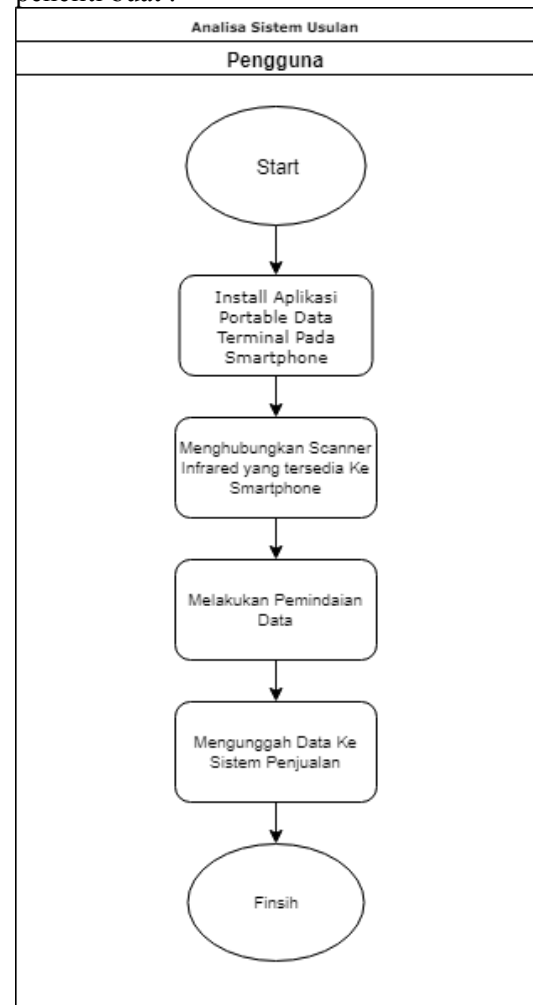 peneliti buat :
Analisa Sistem Usulan
Pengguna
Start
Install Aplikasi
Portable Data
Terminal Pada
Smartphone
Menghubungkan Scanner
Infrared yang tersedia Ke
Smartphone
Melakukan Pemindaian
Data
Mengunggah Data Ke
Sistem Penjualan
Finsih